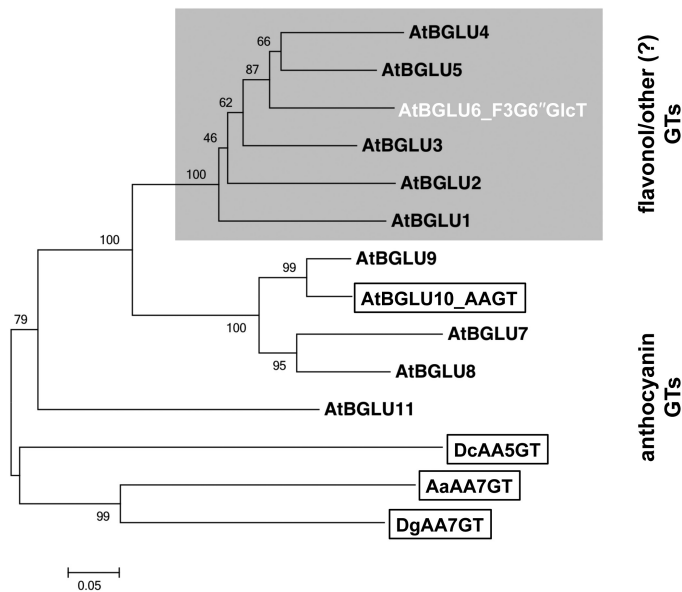 AtBGLU4
66
AtBGLU5
87
AtBGLU6_F3G6″GlcT
62
AtBGLU3
46
AtBGLU2
100
AtBGLU1
flavonol/other (?)
GTs
100
AtBGLU9
99
AtBGLU10_AAGT
100
AtBGLU7
95
AtBGLU8
79
AtBGLU11
DcAA5GT
AaAA7GT
99
DgAA7GT
anthocyanin
GTs
0.05